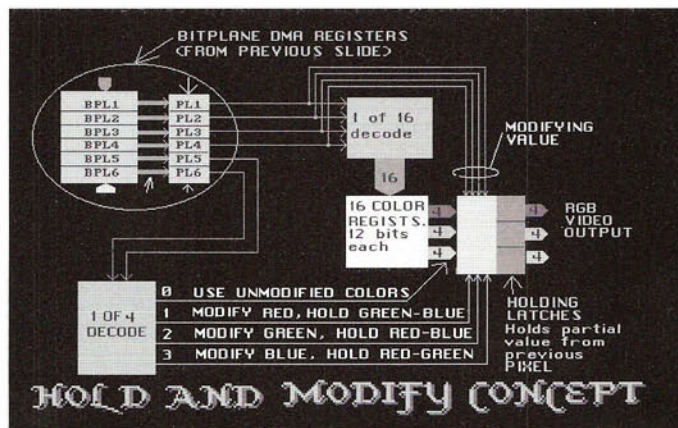 BITPLANE DMA REGISTERS
(FROM PREVIOUS SLIDE)
BPL1 PL1
BPL2 PL2
BPL3 PL3
BPL4 PL4
BPL5 PL5
BPL6 PL6
1 of 16
decode
MODIFYING
VALUE
16
16 COLOR
REGISTS.
12 bits
each
4
4
4
4
4
4
RGB
VIDEO
OUTPUT
1 OF 4
DECODE
0 USE UNMODIFIED COLORS
1 MODIFY RED, HOLD GREEN-BLUE
2 MODIFY GREEN, HOLD RED-BLUE
3 MODIFY BLUE, HOLD RED-GREEN
HOLDING
LATCHES
Holds partial
value from
previous
PIXEL
HOLD AND MODIFY CONCEPT